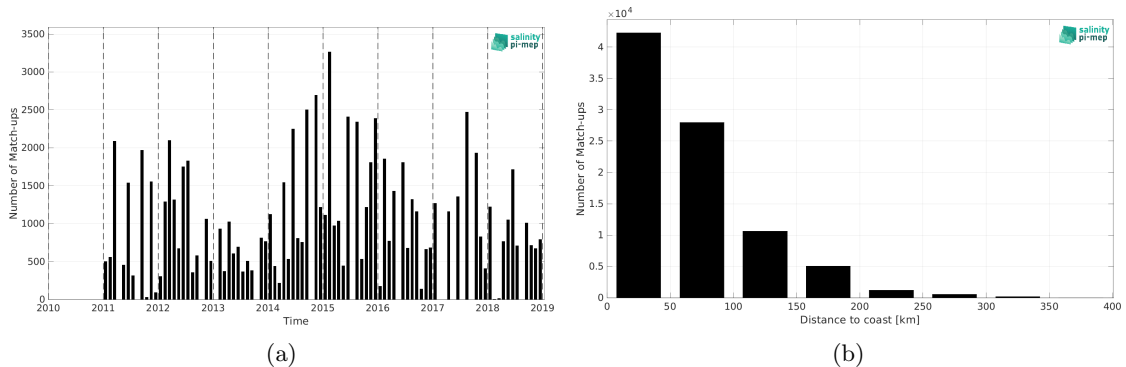 3500
3000
2500
2000
1500
1000
500
0
Number of Match-ups
2010 2011 2012 2013 2014 2015 2016 2017 2018 2019
Time
salinity
pi-mep
(a)
×10⁴
4
3.5
3
2.5
2
1.5
1
0.5
0
Number of Match-ups
0 50 100 150 200 250 300 350 400
Distance to coast [km]
salinity
pi-mep
(b)